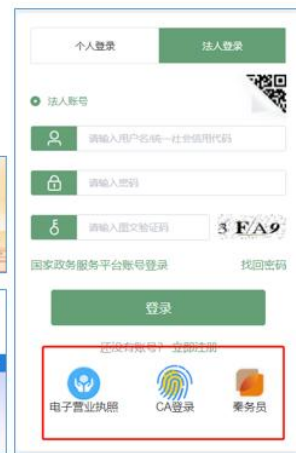 个人登录
法人登录
法人账号
请输入用户名/统一社会信用代码
请输入密码
请输入图文验证码
3 F A 9
国家政务服务平台账号登录
找回密码
登录
还没有账号? 立即注册
电子营业执照
CA登录
秦务员